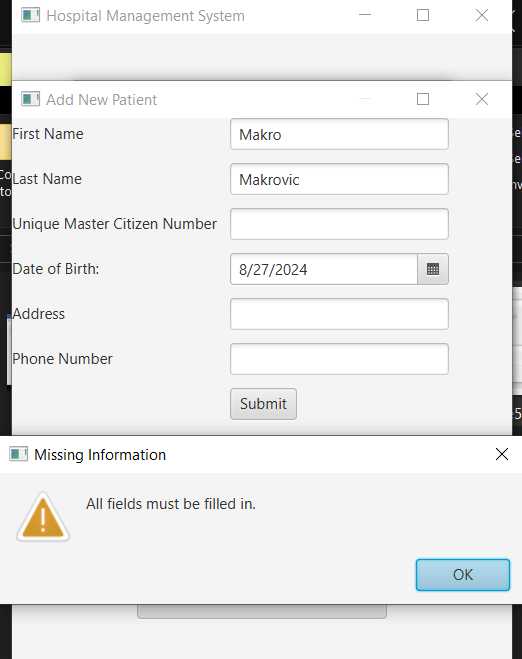 Hospital Management System
Add New Patient
First Name
Makro
Last Name
Makrovic
Unique Master Citizen Number
Date of Birth:
8/27/2024
Address
Phone Number
Submit
Missing Information
All fields must be filled in.
OK